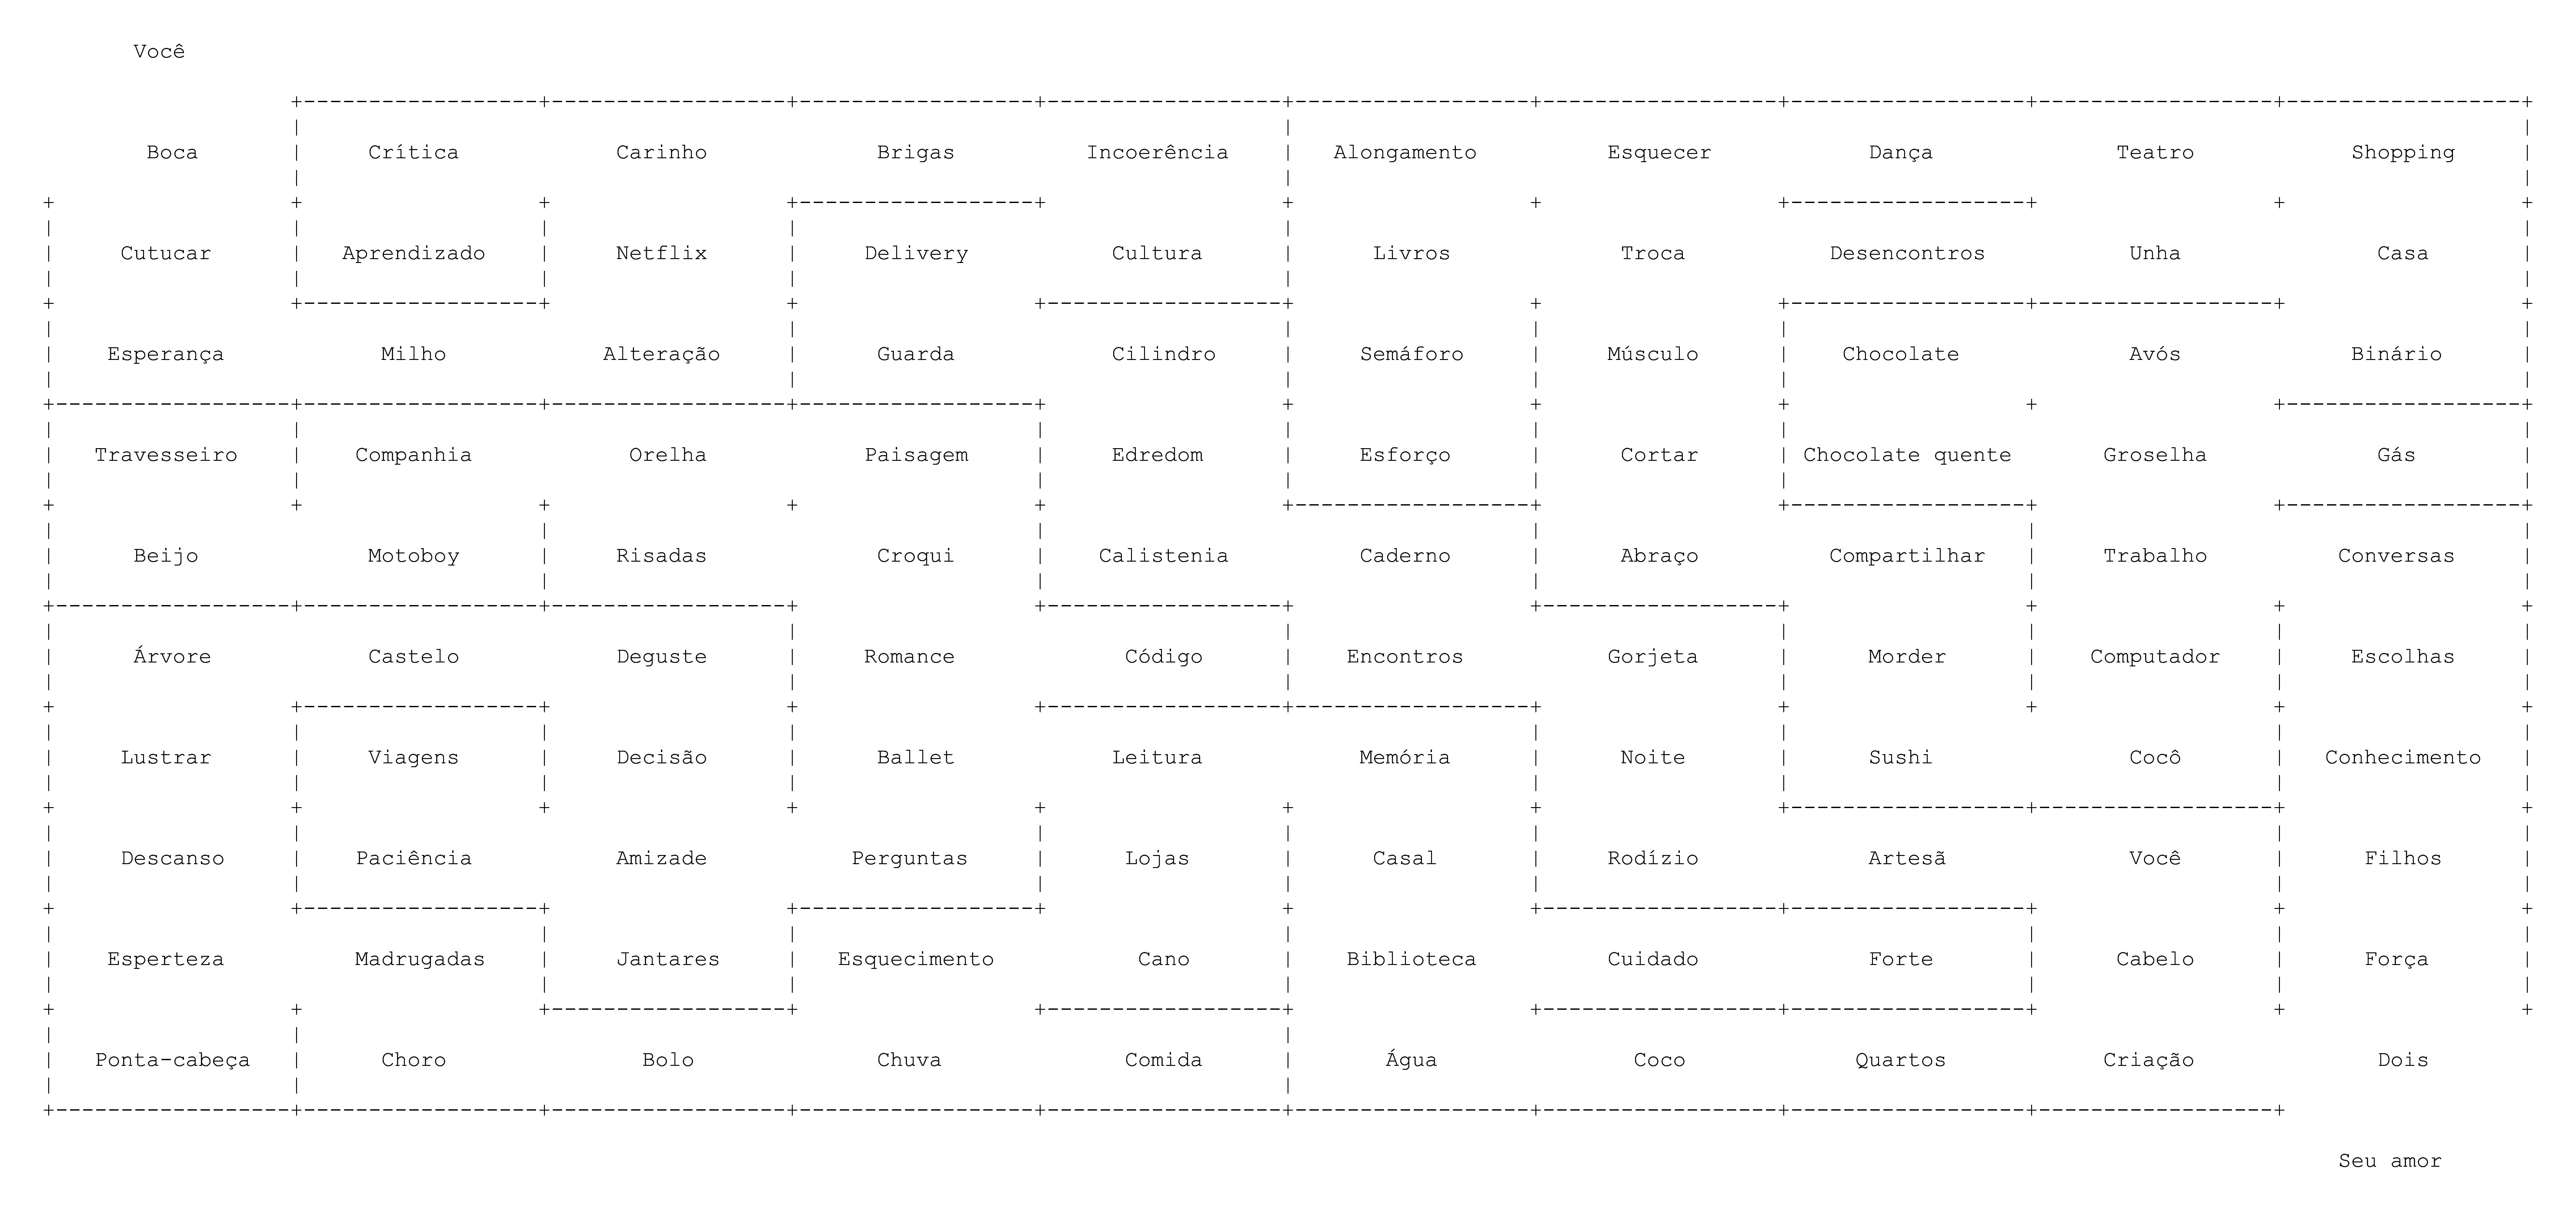 Você
Boca Crítica Carinho Brigas Incoerência Alongamento Esquecer Dança Teatro Shopping
Cutucar Aprendizado Netflix Delivery Cultura Livros Troca Desencontros Unha Casa
Esperança Milho Alteração Guarda Cilindro Semáforo Músculo Chocolate Avós Binário
Travesseiro Companhia Orelha Paisagem Edredom Esforço Cortar Chocolate quente Groselha Gás
Beijo Motoboy Risadas Croqui Calistenia Caderno Abraço Compartilhar Trabalho Conversas
Árvore Castelo Deguste Romance Código Encontros Gorjeta Morder Computador Escolhas
Lustrar Viagens Decisão Ballet Leitura Memória Noite Sushi Cocô Conhecimento
Descanso Paciência Amizade Perguntas Lojas Casal Rodízio Artesã Você Filhos
Esperteza Madrugadas Jantares Esquecimento Cano Biblioteca Cuidado Forte Cabelo Força
Ponta-cabeça Choro Bolo Chuva Comida Água Coco Quartos Criação Dois
Seu amor